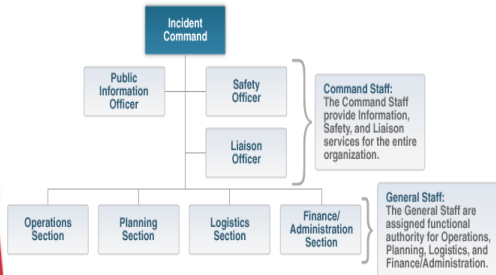 Incident
Command
Public
Information
Officer
Safety
Officer
Liaison
Officer
Command Staff:
The Command Staff
provide Information,
Safety, and Liaison
services for the entire
organization.
Operations
Section
Planning
Section
Logistics
Section
Finance/
Administration
Section
General Staff:
The General Staff are
assigned functional
authority for Operations,
Planning, Logistics, and
Finance/Administration.